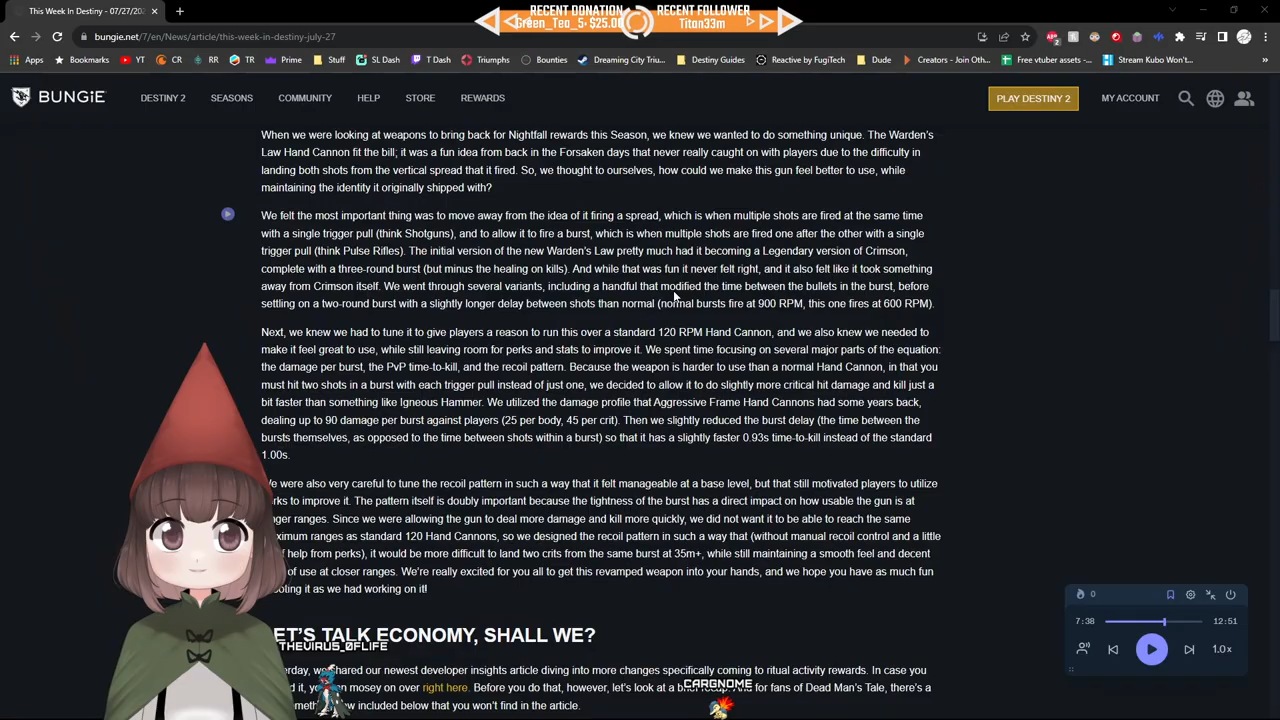 RECENT DONATION
RECENT FOLLOWER
Green_Tea_5: $25.00
Titan33m
This Week In Destiny - 07/27/202
bungie.net/7/en/News/article/this-week-in-destiny-july-27
Apps
Bookmarks
YT
CR
RR
TR
Prime
Stuff
SL Dash
T Dash
Triumphs
Bounties
Dreaming City Triu...
Destiny Guides
Reactive by FugiTech
Dude
Creators - Join Oth...
Free vtuber assets -...
Stream Kubo Won't...
BUNGiE
DESTINY 2
SEASONS
COMMUNITY
HELP
STORE
REWARDS
PLAY DESTINY 2
MY ACCOUNT
When we were looking at weapons to bring back for Nightfall rewards this Season, we knew we wanted to do something unique. The Warden's
Law Hand Cannon fit the bill; it was a fun idea from back in the Forsaken days that never really caught on with players due to the difficulty in
landing both shots from the vertical spread that it fired. So, we thought to ourselves, how could we make this gun feel better to use, while
maintaining the identity it originally shipped with?
We felt the most important thing was to move away from the idea of it firing a spread, which is when multiple shots are fired at the same time
with a single trigger pull (think Shotguns), and to allow it to fire a burst, which is when multiple shots are fired one after the other with a single
trigger pull (think Pulse Rifles). The initial version of the new Warden's Law pretty much had it becoming a Legendary version of Crimson,
complete with a three-round burst (but minus the healing on kills). And while that was fun it never felt right, and it also felt like it took something
away from Crimson itself. We went through several variants, including a handful that modified the time between the bullets in the burst, before
settling on a two-round burst with a slightly longer delay between shots than normal (normal bursts fire at 900 RPM, this one fires at 600 RPM).
Next, we knew we had to tune it to give players a reason to run this over a standard 120 RPM Hand Cannon, and we also knew we needed to
make it feel great to use, while still leaving room for perks and stats to improve it. We spent time focusing on several major parts of the equation:
the damage per burst, the PvP time-to-kill, and the recoil pattern. Because the weapon is harder to use than a normal Hand Cannon, in that you
must hit two shots in a burst with each trigger pull instead of just one, we decided to allow it to do slightly more critical hit damage and kill just a
bit faster than something like Igneous Hammer. We utilized the damage profile that Aggressive Frame Hand Cannons had some years back,
dealing up to 90 damage per burst against players (25 per body, 45 per crit). Then we slightly reduced the burst delay (the time between the
bursts themselves, as opposed to the time between shots within a burst) so that it has a slightly faster 0.93s time-to-kill instead of the standard
1.00s.
We were also very careful to tune the recoil pattern in such a way that it felt manageable at a base level, but that still motivated players to utilize
rks to improve it. The pattern itself is doubly important because the tightness of the burst has a direct impact on how usable the gun is at
nger ranges. Since we were allowing the gun to deal more damage and kill more quickly, we did not want it to be able to reach the same
aximum ranges as standard 120 Hand Cannons, so we designed the recoil pattern in such a way that (without manual recoil control and a little
f help from perks), it would be more difficult to land two crits from the same burst at 35m+, while still maintaining a smooth feel and decent
of use at closer ranges. We're really excited for you all to get this revamped weapon into your hands, and we hope you have as much fun
oting it as we had working on it!
ET'S TALK ECONOMY, SHALL WE?
THEVIRUS_0FLIFE
erday, we shared our newest developer insights article diving into more changes specifically coming to ritual activity rewards. In case you
d it, you can mosey on over right here. Before you do that, however, let's look at a brief recap. And for fans of Dead Man's Tale, there's a
CARGNOME
w included below that you won't find in the article.
0
7:38
12:51
1.0x